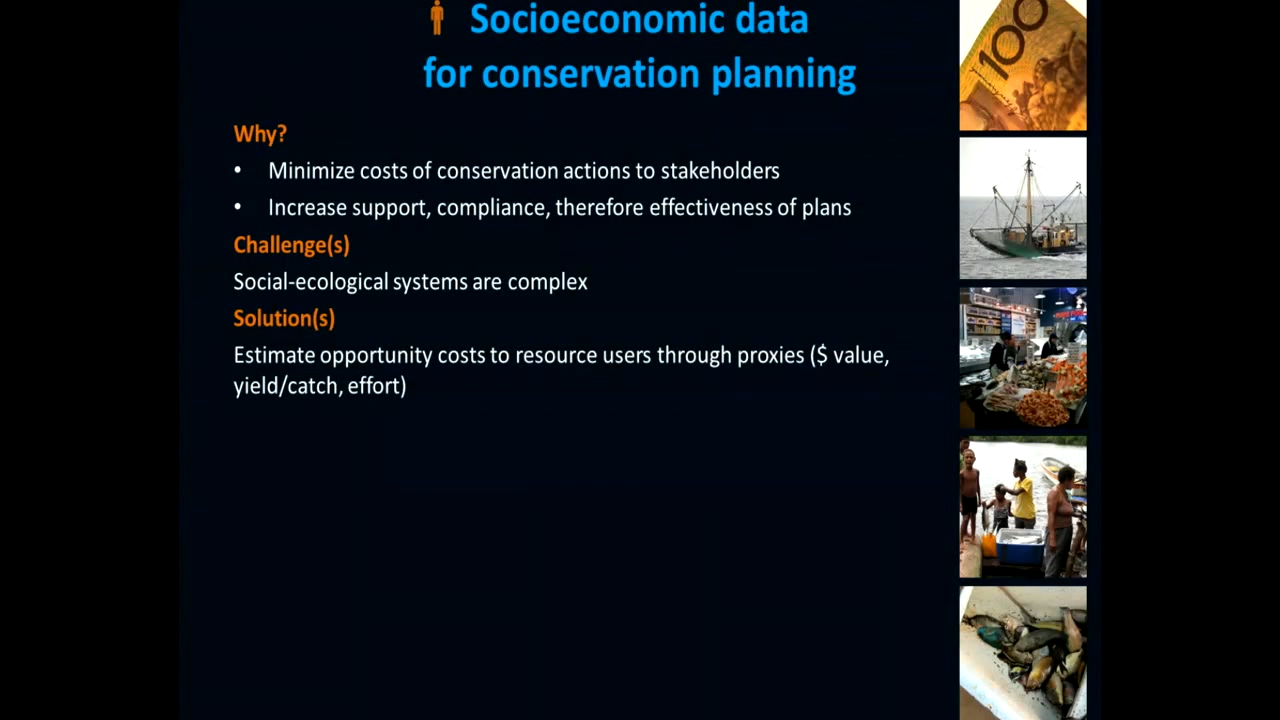 Socioeconomic data
for conservation planning
Why?
• Minimize costs of conservation actions to stakeholders
• Increase support, compliance, therefore effectiveness of plans
Challenge(s)
Social-ecological systems are complex
Solution(s)
Estimate opportunity costs to resource users through proxies ($ value,
yield/catch, effort)
100